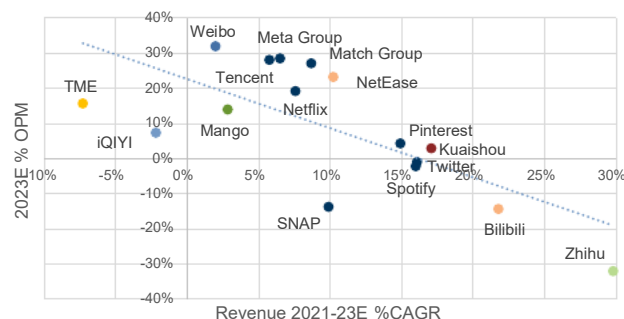 40%
Weibo
Meta Group
30%
Match Group
TME
Tencent
NetEase
20%
Netflix
10%
iQIYI
Mango
Pinterest
Kuaishou
0%
-10%
-5%
0%
5%
10%
15%
20%
25%
30%
Twitter
Spotify
-10%
SNAP
Bilibili
-20%
Zhihu
-30%
-40%
2023E % OPM
Revenue 2021-23E %CAGR